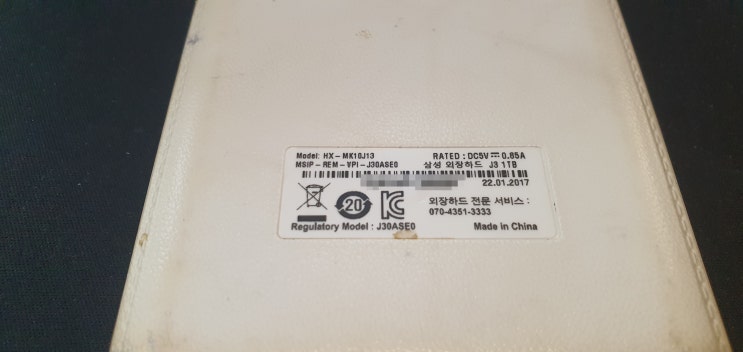 Model: HX-MK10J13
RATED : DC5V⎓0.85A
MSIP-REM-VPI-J30ASE0
삼성 외장하드 J3 1TB
22.01.2017
20
외장하드 전문 서비스 :
070-4351-3333
Regulatory Model : J30ASE0
Made in China